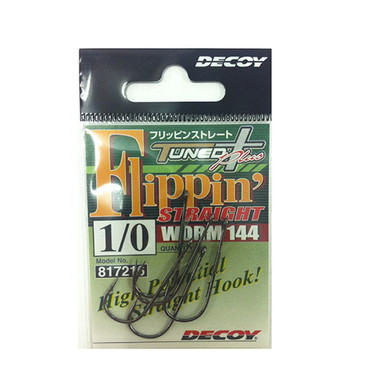 DECOY
フリッピンストレート
TUNED Plus
Flippin'
STRAIGHT
1/0
WORM 144
Model No.
QUANTITY
817216
High Potential
Straight Hook!
DECOY